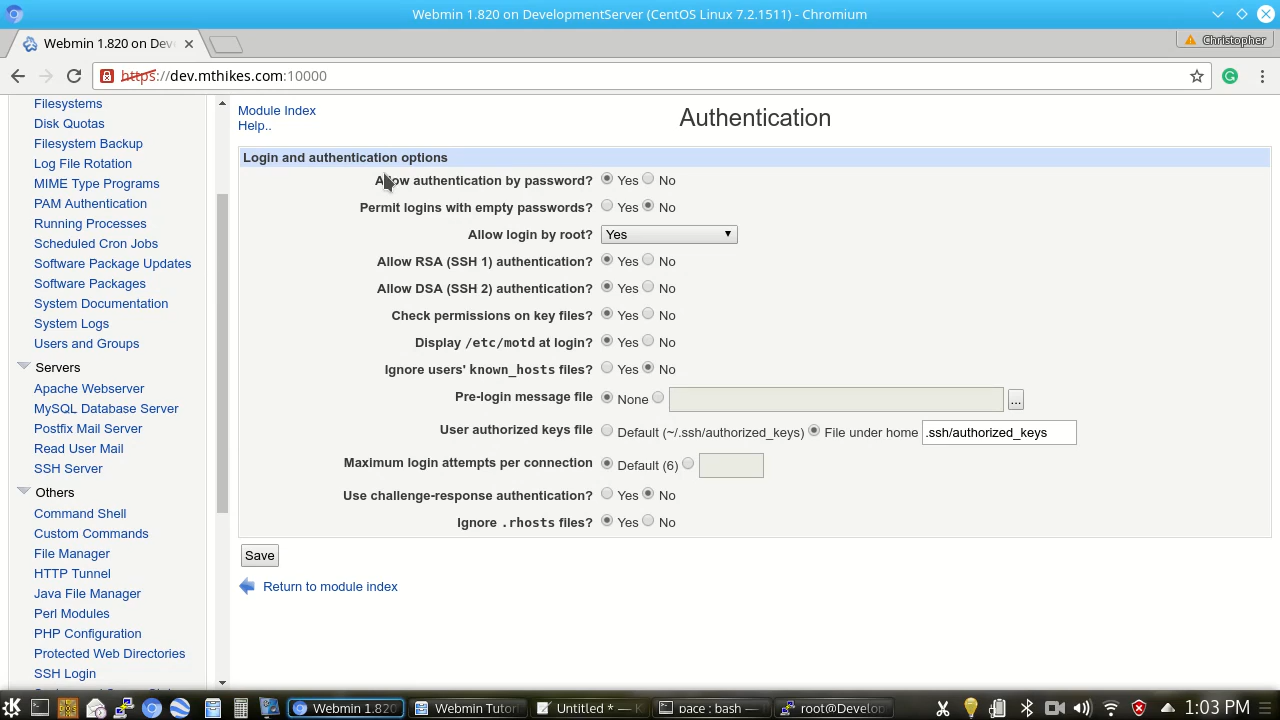 Webmin 1.820 on DevelopmentServer (CentOS Linux 7.2.1511) - Chromium
Webmin 1.820 on Dev
Christopher
https://dev.mthikes.com:10000
Filesystems
Disk Quotas
Filesystem Backup
Log File Rotation
MIME Type Programs
PAM Authentication
Running Processes
Scheduled Cron Jobs
Software Package Updates
Software Packages
System Documentation
System Logs
Users and Groups
Servers
Apache Webserver
MySQL Database Server
Postfix Mail Server
Read User Mail
SSH Server
Others
Command Shell
Custom Commands
File Manager
HTTP Tunnel
Java File Manager
Perl Modules
PHP Configuration
Protected Web Directories
SSH Login
Module Index
Help..
Authentication
Login and authentication options
Allow authentication by password? Yes No
Permit logins with empty passwords? Yes No
Allow login by root? Yes
Allow RSA (SSH 1) authentication? Yes No
Allow DSA (SSH 2) authentication? Yes No
Check permissions on key files? Yes No
Display /etc/motd at login? Yes No
Ignore users' known_hosts files? Yes No
Pre-login message file None ...
User authorized keys file Default (~/.ssh/authorized_keys) File under home .ssh/authorized_keys
Maximum login attempts per connection Default (6)
Use challenge-response authentication? Yes No
Ignore .rhosts files? Yes No
Save
Return to module index
Webmin 1.820 Webmin Tutor Untitled * — K pace : bash — root@Develop 1:03 PM